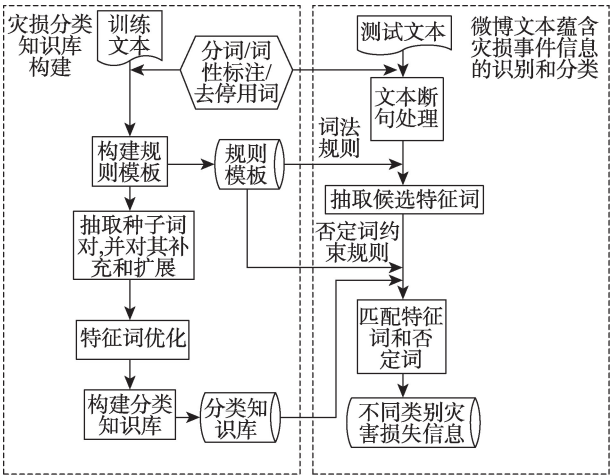 灾损分类
知识库
构建
训练
文本
分词/词
性标注/
去停用词
构建规
则模板
规则
模板
抽取种子词
对,并对其补
充和扩展
特征词优化
构建分类
知识库
分类知
识库
测试文本
微博文本蕴含
灾损事件信息
的识别和分类
文本断
句处理
词法
规则
抽取候选特征词
否定词约
束规则
匹配特征
词和否
定词
不同类别灾
害损失信息